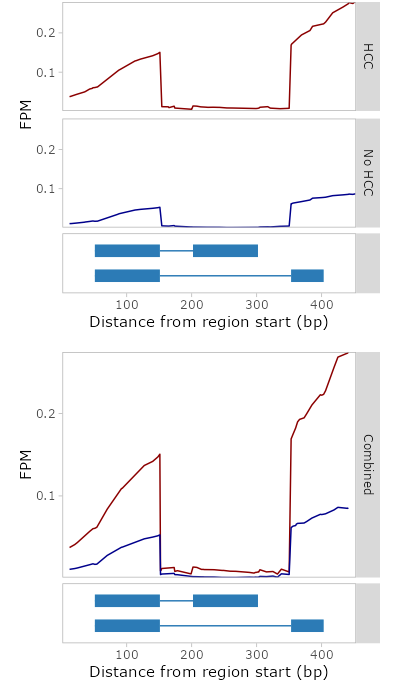 0.2
0.1
HCC
FPM
0.2
0.1
No HCC
100 200 300 400
Distance from region start (bp)
0.2
0.1
FPM
Combined
100 200 300 400
Distance from region start (bp)